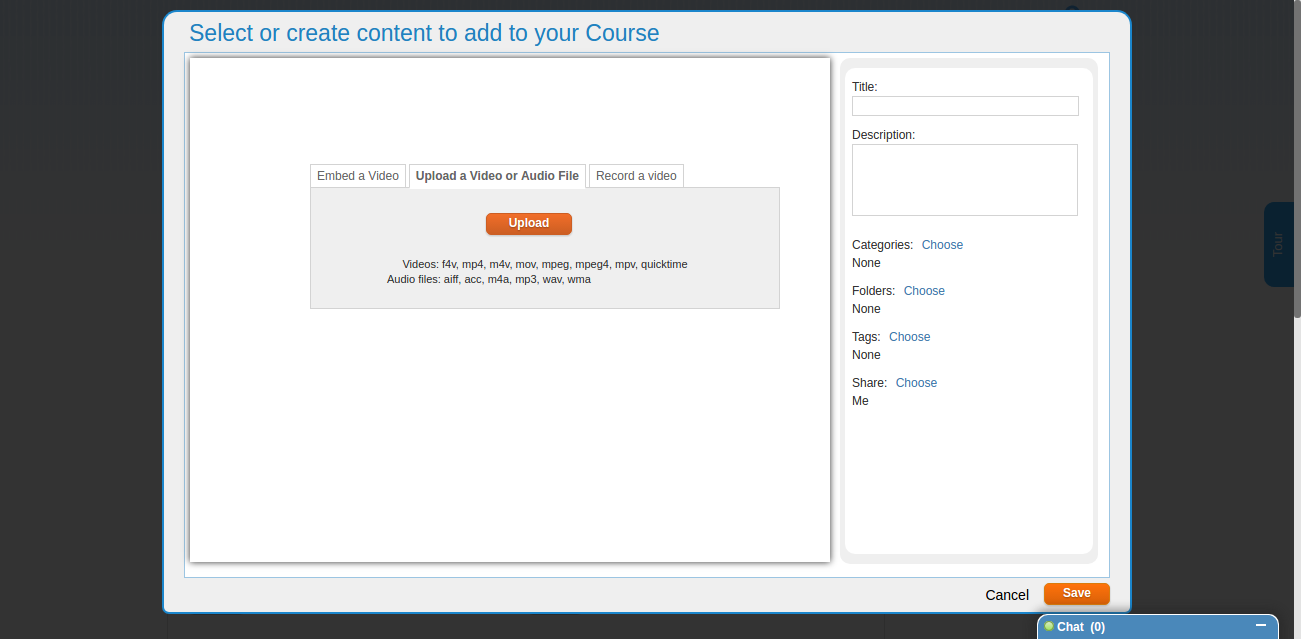 Select or create content to add to your Course
Embed a Video
Upload a Video or Audio File
Record a video
Upload
Videos: f4v, mp4, m4v, mov, mpeg, mpeg4, mpv, quicktime
Audio files: aiff, acc, m4a, mp3, wav, wma
Title:
Description:
Categories: Choose
None
Folders: Choose
None
Tags: Choose
None
Share: Choose
Me
Tour
Cancel
Save
Chat (0)